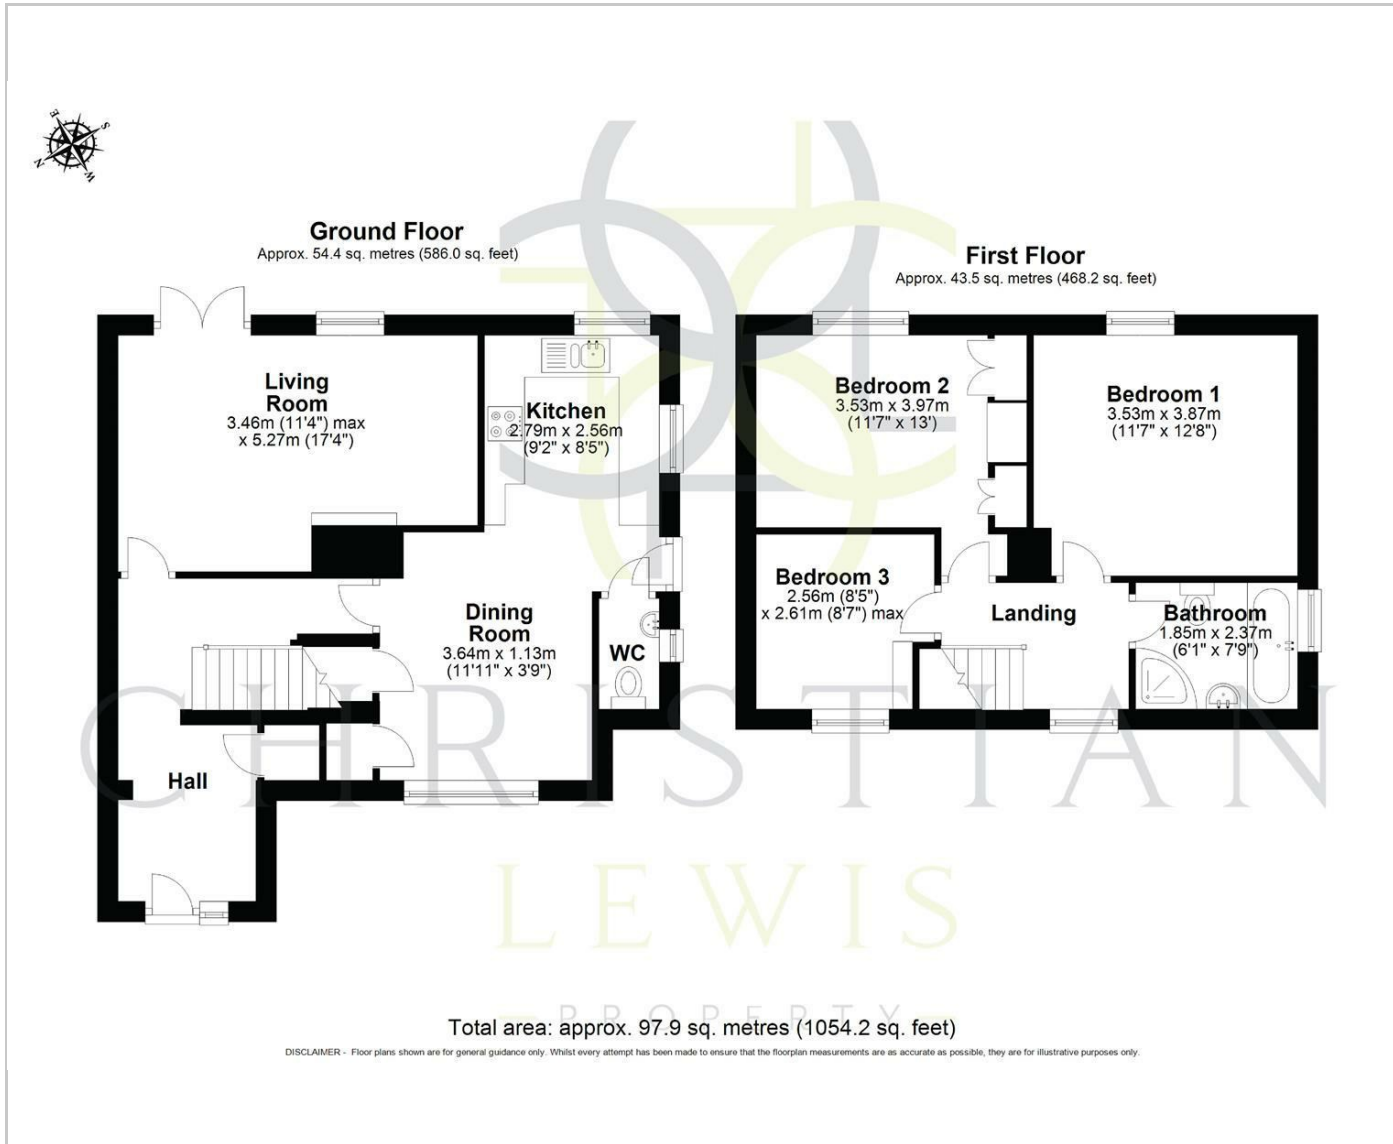 E
S
N
W
Ground Floor
Approx. 54.4 sq. metres (586.0 sq. feet)
Living
Room
3.46m (11'4") max
x 5.27m (17'4")
Kitchen
2.79m x 2.56m
(9'2" x 8'5")
Dining
Room
3.64m x 1.13m
(11'11" x 3'9")
WC
Hall
First Floor
Approx. 43.5 sq. metres (468.2 sq. feet)
Bedroom 2
3.53m x 3.97m
(11'7" x 13')
Bedroom 1
3.53m x 3.87m
(11'7" x 12'8")
Bedroom 3
2.56m (8'5")
x 2.61m (8'7") max
Landing
Bathroom
1.85m x 2.37m
(6'1" x 7'9")
CHRISTIAN
LEWIS
PROPERTY
Total area: approx. 97.9 sq. metres (1054.2 sq. feet)
DISCLAIMER - Floor plans shown are for general guidance only. Whilst every attempt has been made to ensure that the floorplan measurements are as accurate as possible, they are for illustrative purposes only.